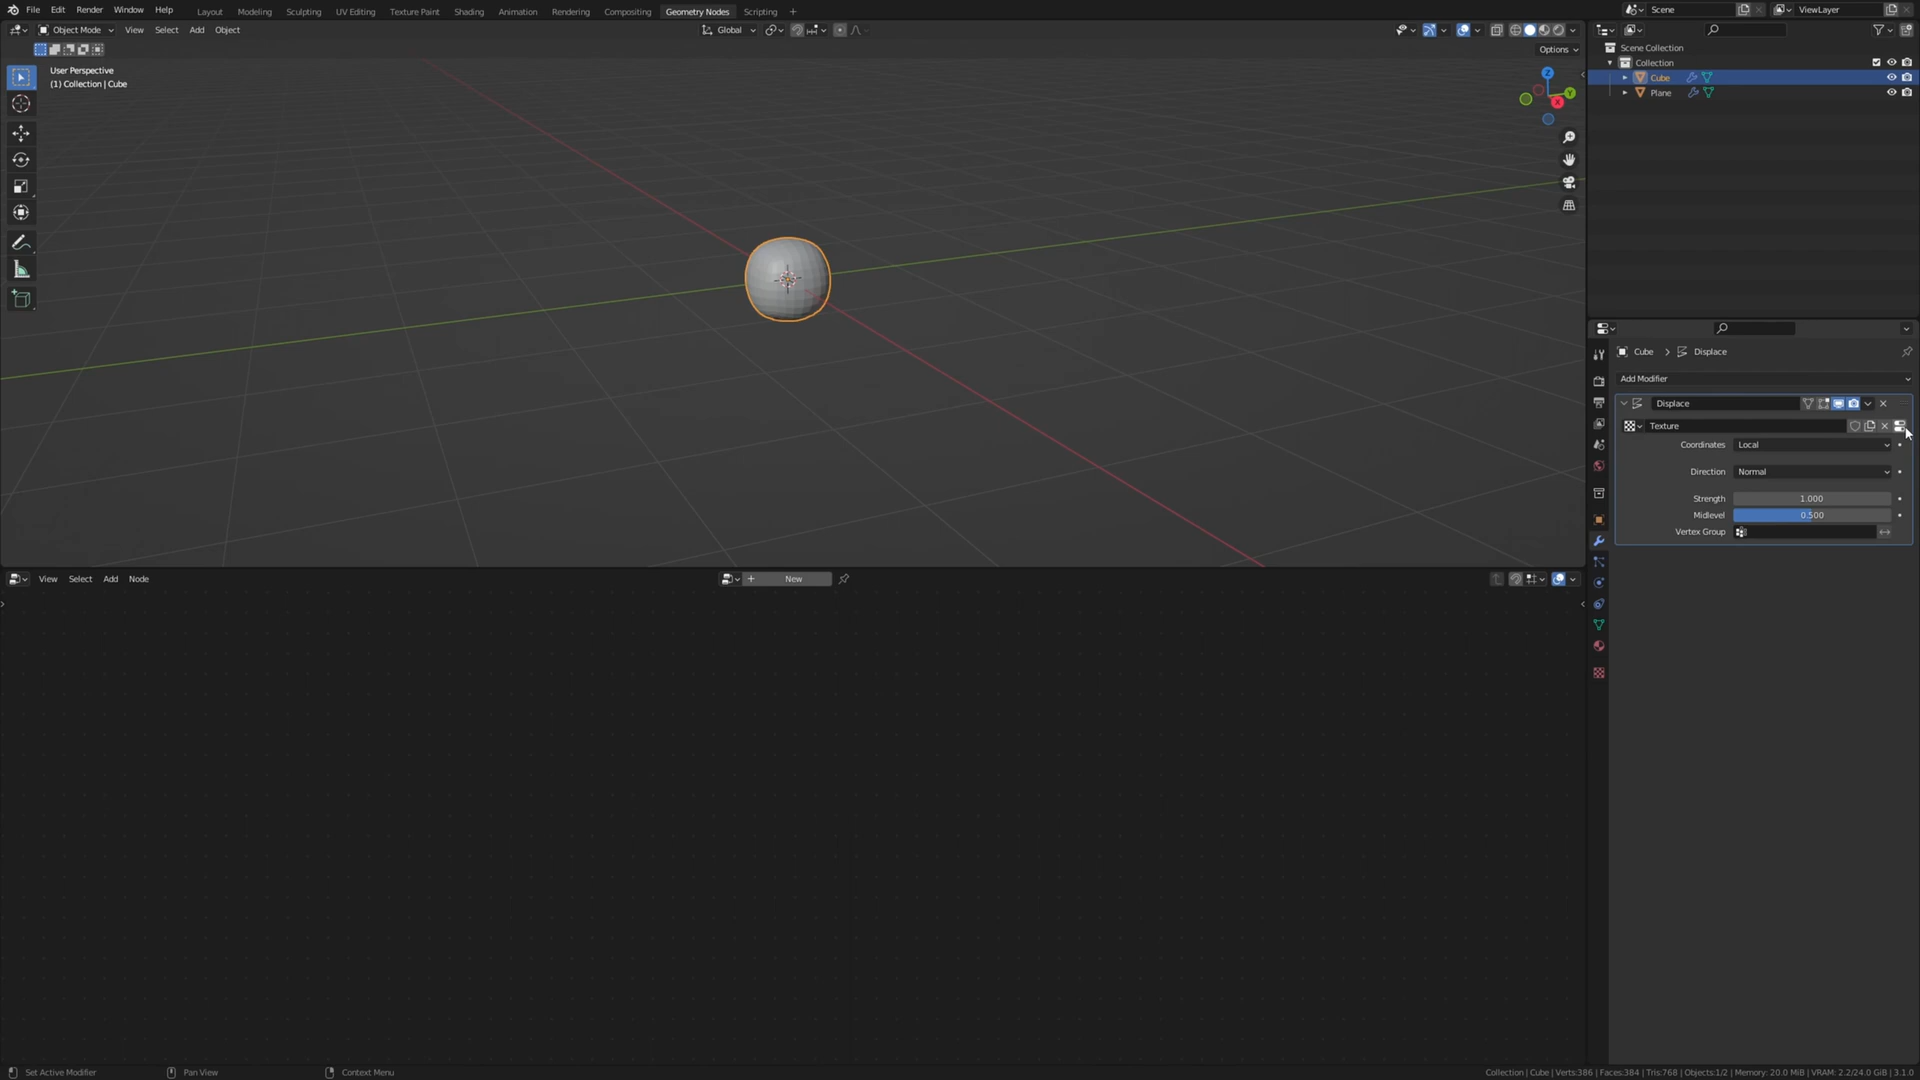 File Edit Render Window Help Layout Modeling Sculpting UV Editing Texture Paint Shading Animation Rendering Compositing Geometry Nodes Scripting + Scene ViewLayer
Object Mode View Select Add Object Global
Options
User Perspective
(1) Collection | Cube
Z
Y
X
Scene Collection
Collection
Cube
Plane
Cube > Displace
Add Modifier
Displace
Texture
Coordinates Local
Direction Normal
Strength 1.000
Midlevel 0.500
Vertex Group
View Select Add Node + New
Set Active Modifier Pan View Context Menu Collection | Cube | Verts:386 | Faces:384 | Tris:768 | Objects:1/2 | Memory: 20.0 MiB | VRAM: 2.2/24.0 GiB | 3.1.0